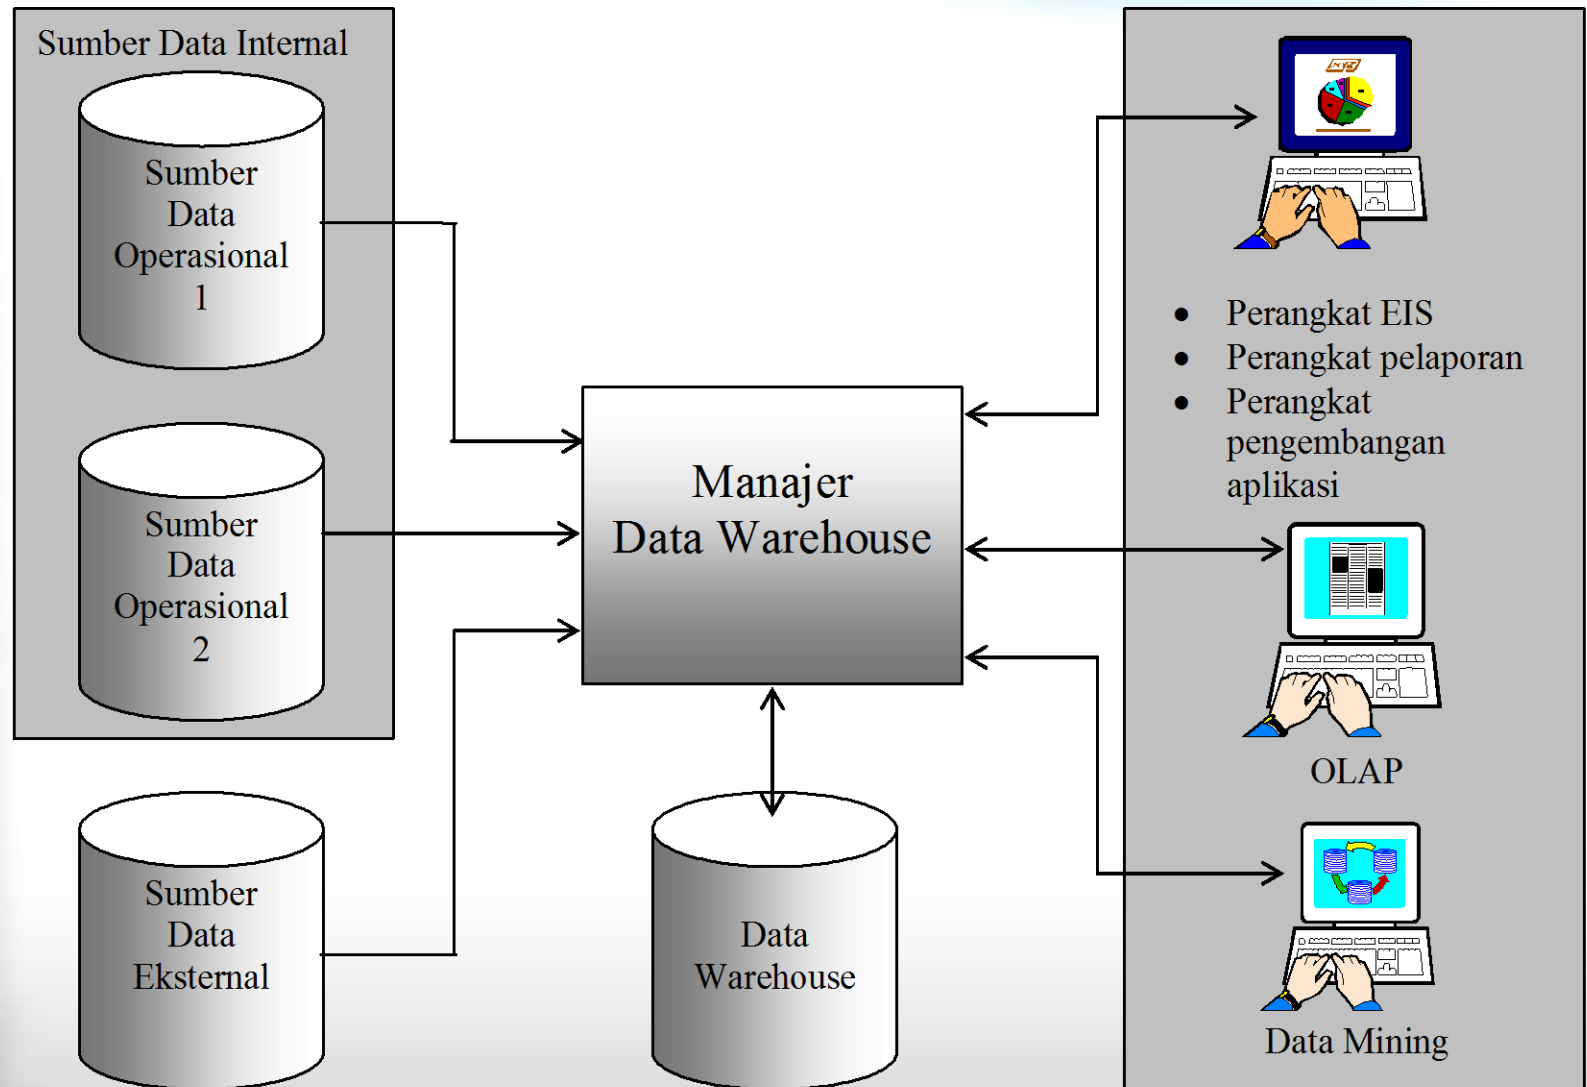 Sumber Data Internal
Sumber
Data
Operasional
1
Sumber
Data
Operasional
2
Sumber
Data
Eksternal
Manajer
Data Warehouse
Data
Warehouse
xyz
• Perangkat EIS
• Perangkat pelaporan
• Perangkat
pengembangan
aplikasi
OLAP
Data Mining